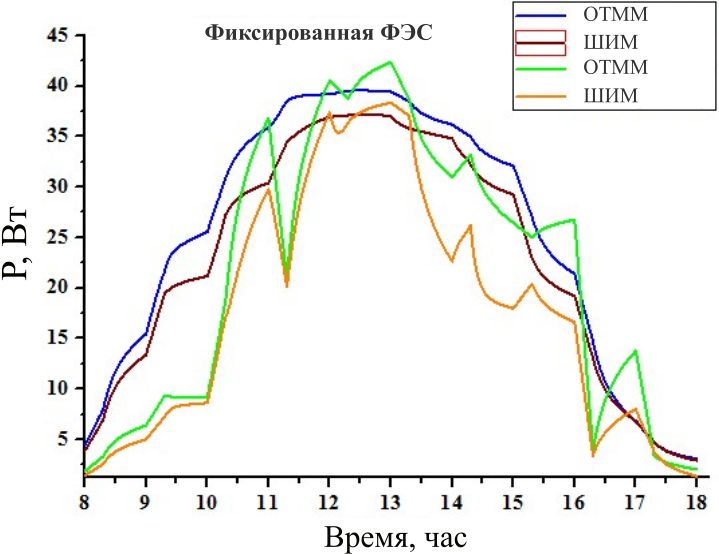 Фиксированная ФЭС
ОТММ
ШИМ
ОТММ
ШИМ
P, Вт
45
40
35
30
25
20
15
10
5
8 9 10 11 12 13 14 15 16 17 18
Время, час